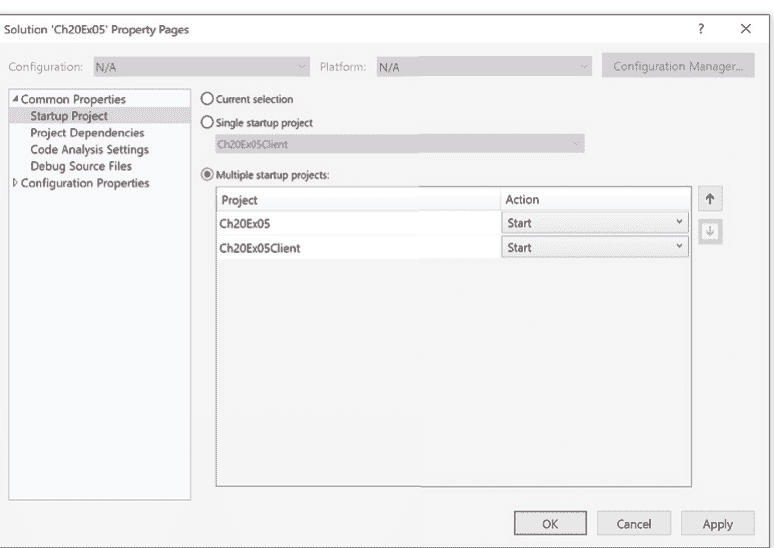 Solution 'Ch20Ex05' Property Pages
?
Configuration: N/A Platform: N/A Configuration Manager...
Common Properties
Startup Project
Project Dependencies
Code Analysis Settings
Debug Source Files
Configuration Properties
Current selection
Single startup project
Ch20Ex05Client
Multiple startup projects:
Project Action
Ch20Ex05 Start
Ch20Ex05Client Start
OK Cancel Apply